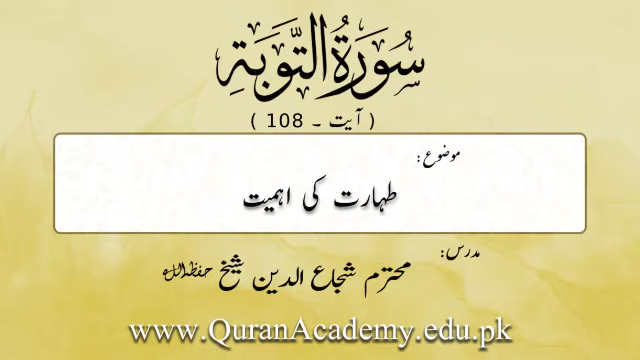 سُورَةُ التَّوبَةِ
( آیت ۔ 108 )
موضوع:
طہارت کی اہمیت
مدرس:
محترم شجاع الدین شیخ حفظہ اللہ
www.QuranAcademy.edu.pk